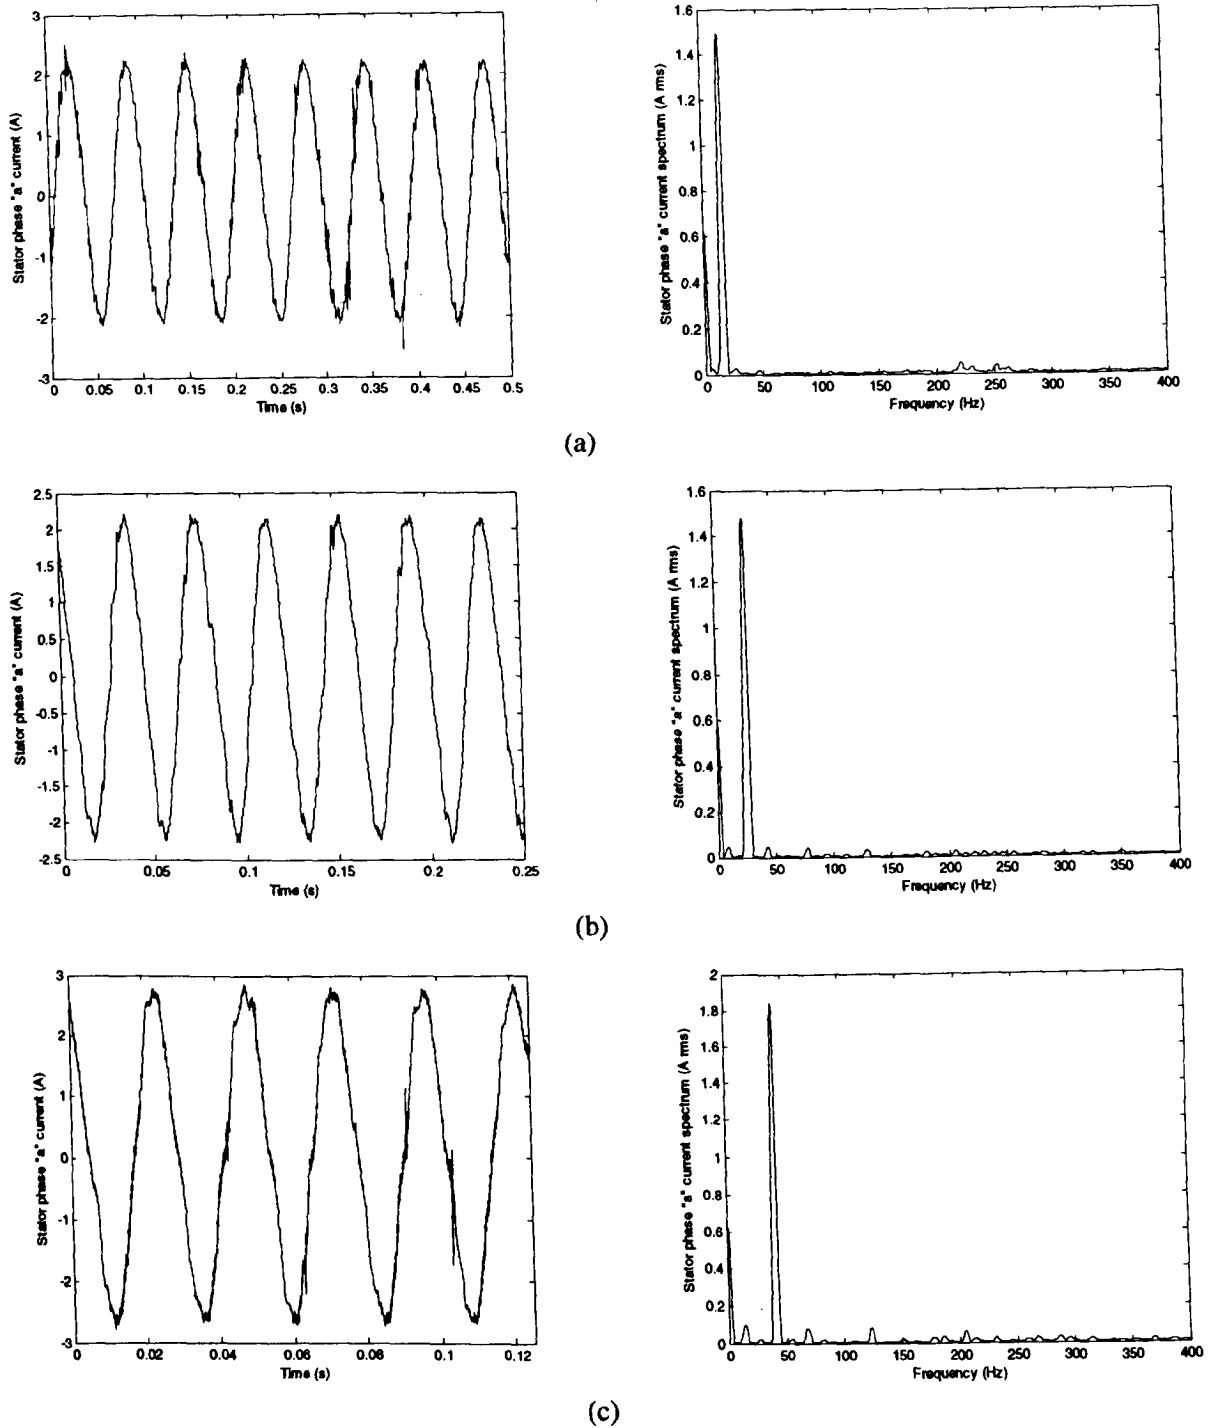 3
2
1
0
-1
-2
-3
Stator phase "a" current (A)
0 0.05 0.1 0.15 0.2 0.25 0.3 0.35 0.4 0.45 0.5
Time (s)
1.6
1.4
1.2
1
0.8
0.6
0.4
0.2
0
Stator phase "a" current spectrum (A rms)
0 50 100 150 200 250 300 350 400
Frequency (Hz)
(a)
2.5
2
1.5
1
0.5
0
-0.5
-1
-1.5
-2
-2.5
Stator phase "a" current (A)
0 0.05 0.1 0.15 0.2 0.25
Time (s)
1.6
1.4
1.2
1
0.8
0.6
0.4
0.2
0
Stator phase "a" current spectrum (A rms)
0 50 100 150 200 250 300 350 400
Frequency (Hz)
(b)
3
2
1
0
-1
-2
-3
Stator phase "a" current (A)
0 0.02 0.04 0.06 0.08 0.1 0.12
Time (s)
2
1.8
1.6
1.4
1.2
1
0.8
0.6
0.4
0.2
0
Stator phase "a" current spectrum (A rms)
0 50 100 150 200 250 300 350 400
Frequency (Hz)
(c)